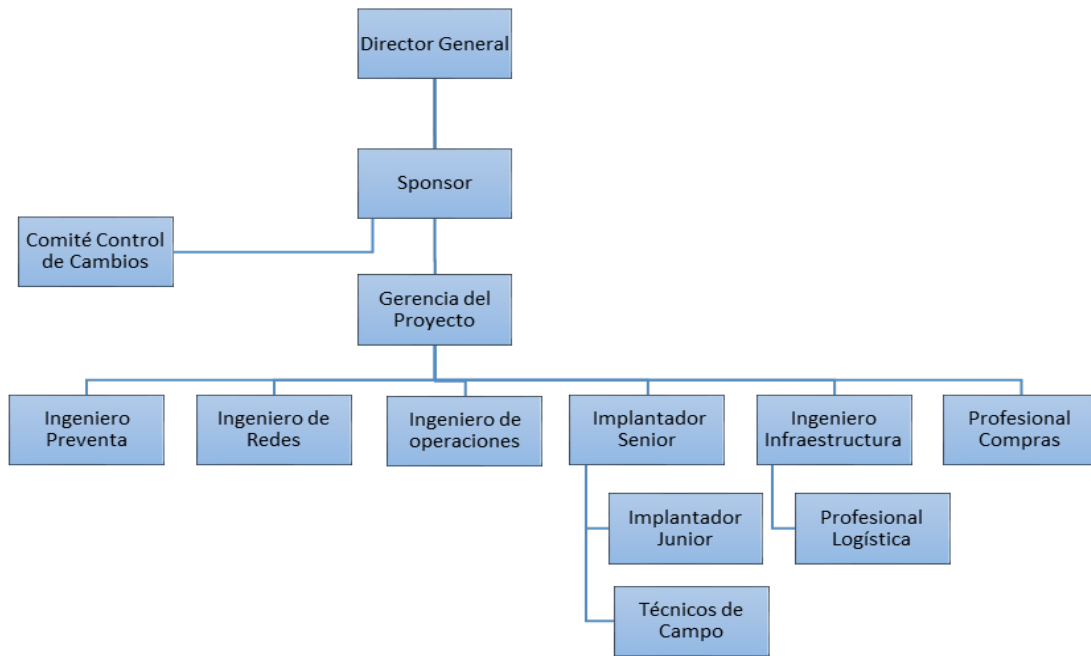 Director General
Sponsor
Comité Control
de Cambios
Gerencia del
Proyecto
Ingeniero
Preventa
Ingeniero de
Redes
Ingeniero de
operaciones
Implantador
Senior
Ingeniero
Infraestructura
Profesional
Compras
Implantador
Junior
Profesional
Logística
Técnicos de
Campo